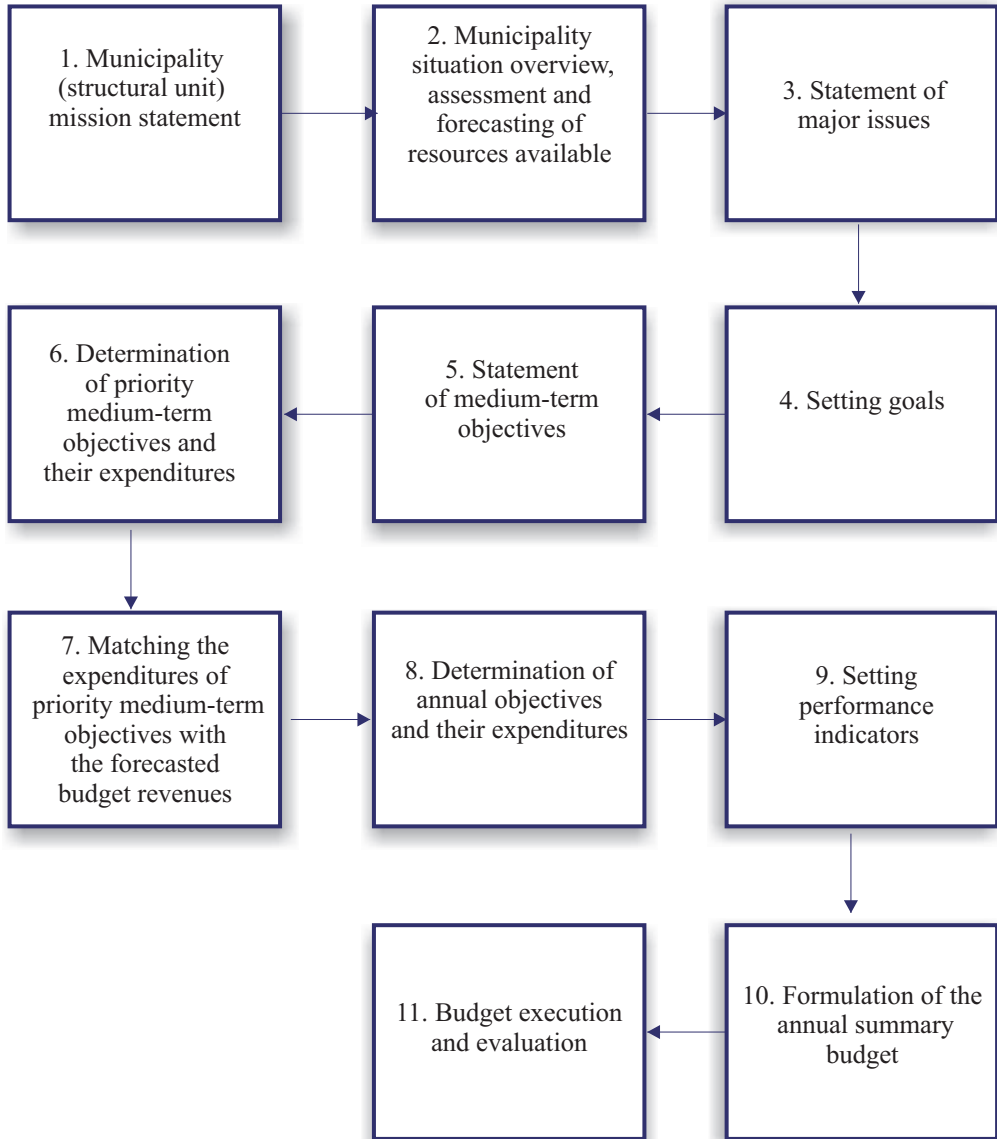 1. Municipality
(structural unit)
mission statement
2. Municipality
situation overview,
assessment and
forecasting of
resources available
3. Statement of
major issues
4. Setting goals
5. Statement
of medium-term
objectives
6. Determination
of priority
medium-term
objectives and
their expenditures
7. Matching the
expenditures of
priority medium-term
objectives with
the forecasted
budget revenues
8. Determination of
annual objectives
and their expenditures
9. Setting
performance
indicators
10. Formulation of the
annual summary
budget
11. Budget execution
and evaluation